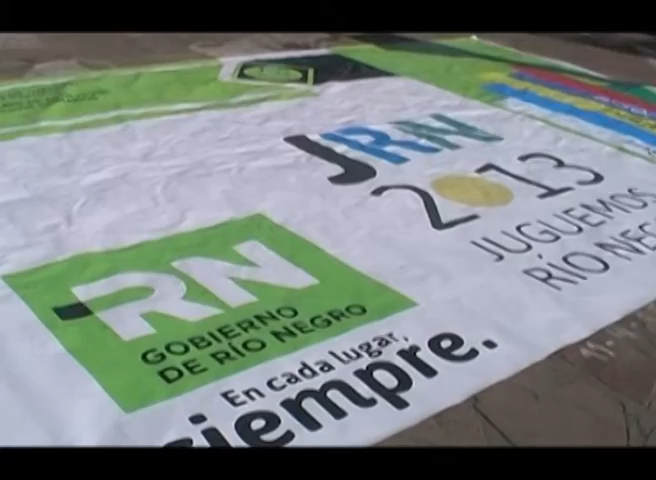 JRN
2013
JUGUEMOS
RÍO NEG
RN
GOBIERNO
DE RÍO NEGRO
En cada lugar,
siempre.